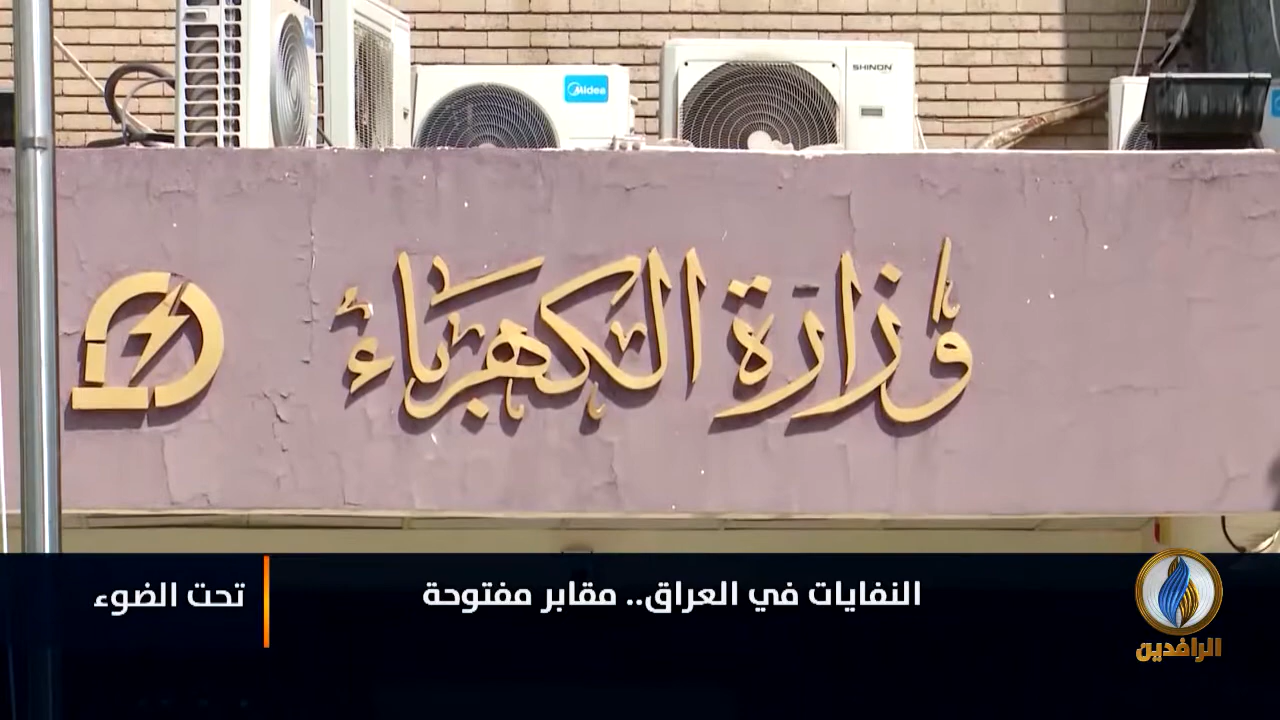 Midea
SHINON
وزارة الكهرباء
النفايات في العراق.. مقابر مفتوحة
تحت الضوء
الرافدين